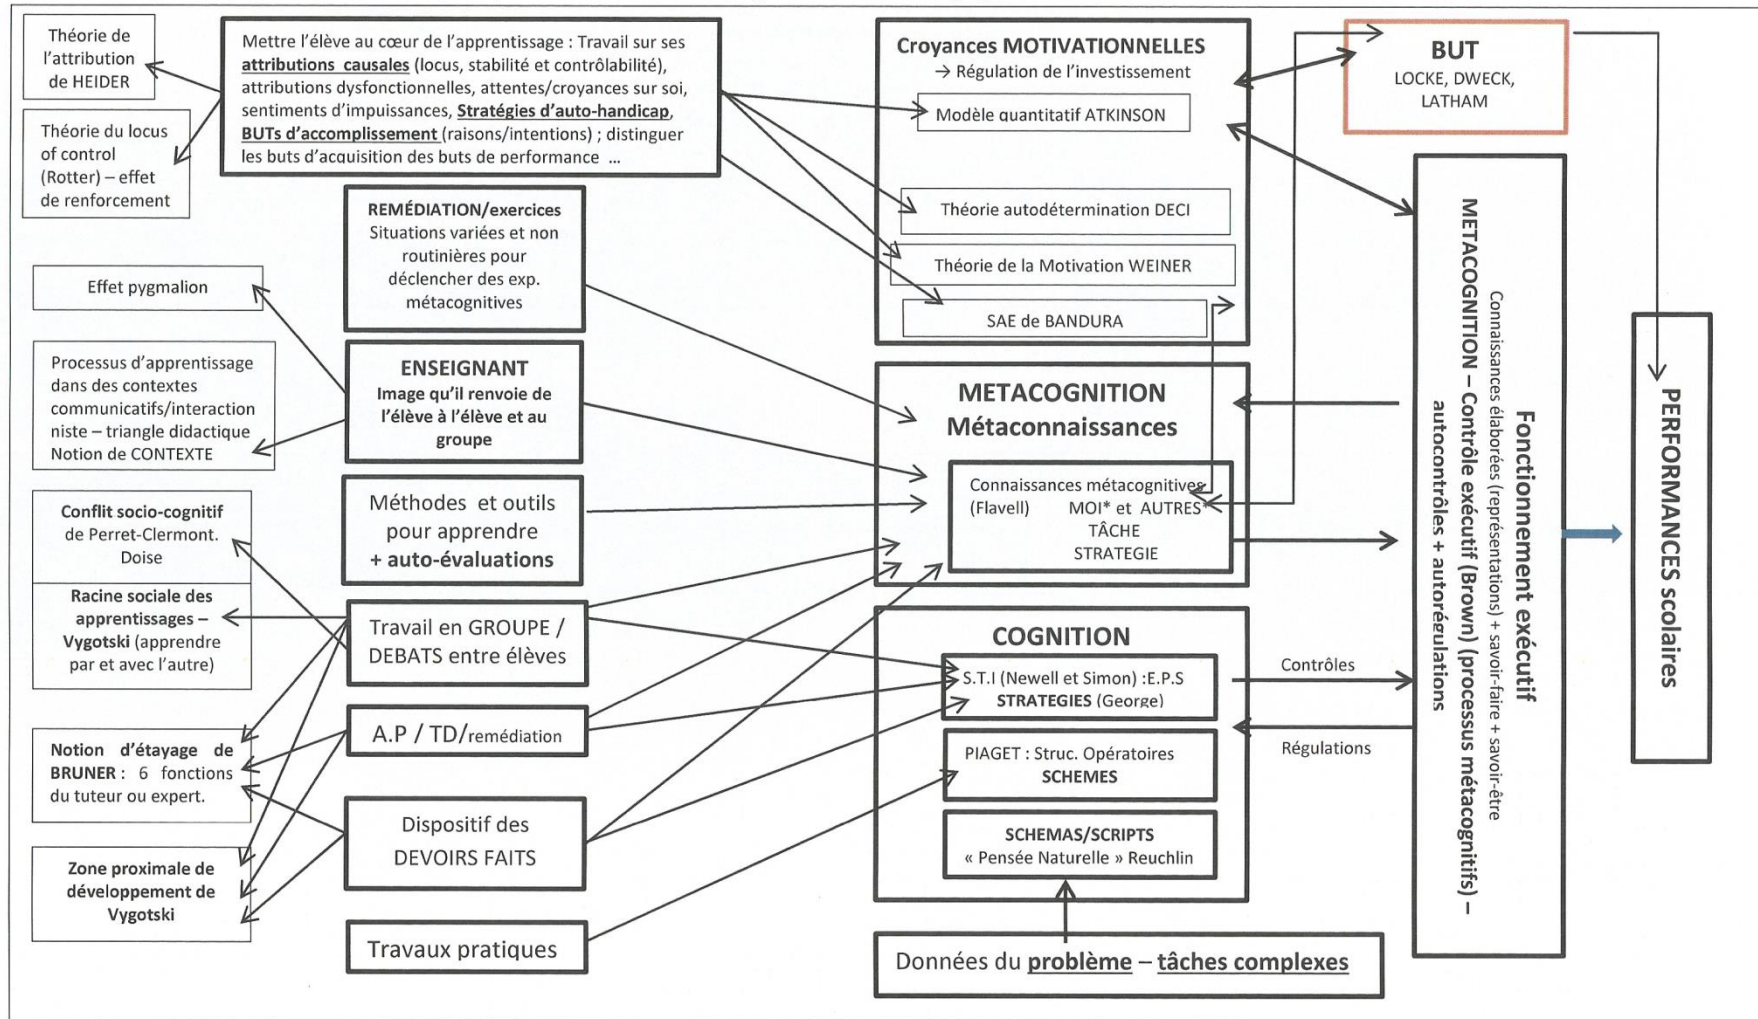 Théorie de
l'attribution
de HEIDER
Théorie du locus
of control
(Rotter) – effet
de renforcement
Effet pygmalion
Processus d'apprentissage
dans des contextes
communicatifs/interaction
niste – triangle didactique
Notion de CONTEXTE
Conflit socio-cognitif
de Perret-Clermont.
Doise
Racine sociale des
apprentissages –
Vygotski (apprendre
par et avec l'autre)
Notion d'étayage de
BRUNER : 6 fonctions
du tuteur ou expert.
Zone proximale de
développement de
Vygotski
Mettre l'élève au cœur de l'apprentissage : Travail sur ses
attributions causales (locus, stabilité et contrôlabilité),
attributions dysfonctionnelles, attentes/croyances sur soi,
sentiments d'impuissances, Stratégies d'auto-handicap,
BUTs d'accomplissement (raisons/intentions) ; distinguer
les buts d'acquisition des buts de performance ...
REMÉDIATION/exercices
Situations variées et non
routinières pour
déclencher des exp.
métacognitives
ENSEIGNANT
Image qu'il renvoie de
l'élève à l'élève et au
groupe
Méthodes et outils
pour apprendre
+ auto-évaluations
Travail en GROUPE /
DEBATS entre élèves
A.P / TD/remédiation
Dispositif des
DEVOIRS FAITS
Travaux pratiques
Croyances MOTIVATIONNELLES
→ Régulation de l'investissement
Modèle quantitatif ATKINSON
Théorie autodétermination DECI
Théorie de la Motivation WEINER
SAE de BANDURA
METACOGNITION
Métaconnaissances
Connaissances métacognitives
(Flavell) MOI* et AUTRES*
TÂCHE
STRATEGIE
COGNITION
S.T.I (Newell et Simon) :E.P.S
STRATEGIES (George)
PIAGET : Struc. Opératoires
SCHEMES
SCHEMAS/SCRIPTS
« Pensée Naturelle » Reuchlin
Données du problème – tâches complexes
Contrôles
Régulations
BUT
LOCKE, DWECK,
LATHAM
Fonctionnement exécutif
Connaissances élaborées (représentations) + savoir-faire + savoir-être
METACOGNITION – Contrôle exécutif (Brown) (processus métacognitifs) –
autocontrôles + autorégulations
PERFORMANCES scolaires